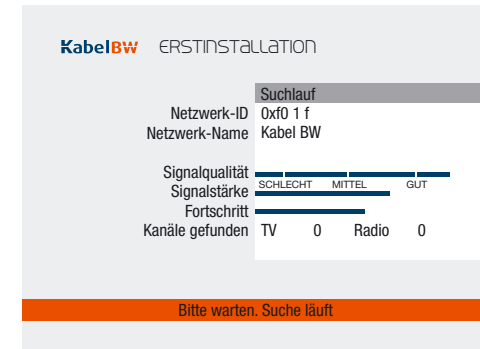 KabelBW ERSTINSTALLATION
Suchlauf
Netzwerk-ID 0xf0 1 f
Netzwerk-Name Kabel BW
Signalqualität
SCHLECHT MITTEL GUT
Signalstärke
Fortschritt
Kanäle gefunden TV 0 Radio 0
Bitte warten. Suche läuft